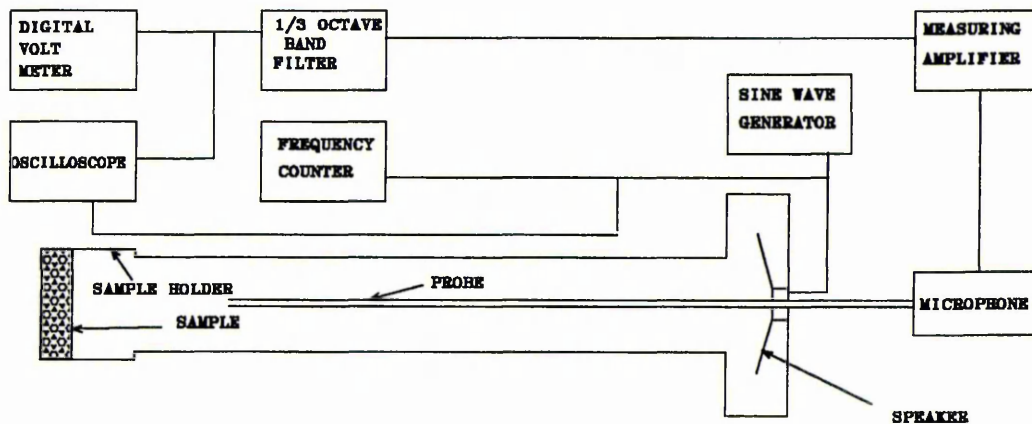 DIGITAL
VOLT
METER
1/3 OCTAVE
BAND
FILTER
MEASURING
AMPLIFIER
SINE WAVE
GENERATOR
OSCILLOSCOPE
FREQUENCY
COUNTER
PROBE
SAMPLE HOLDER
MICROPHONE
SAMPLE
SPEAKER